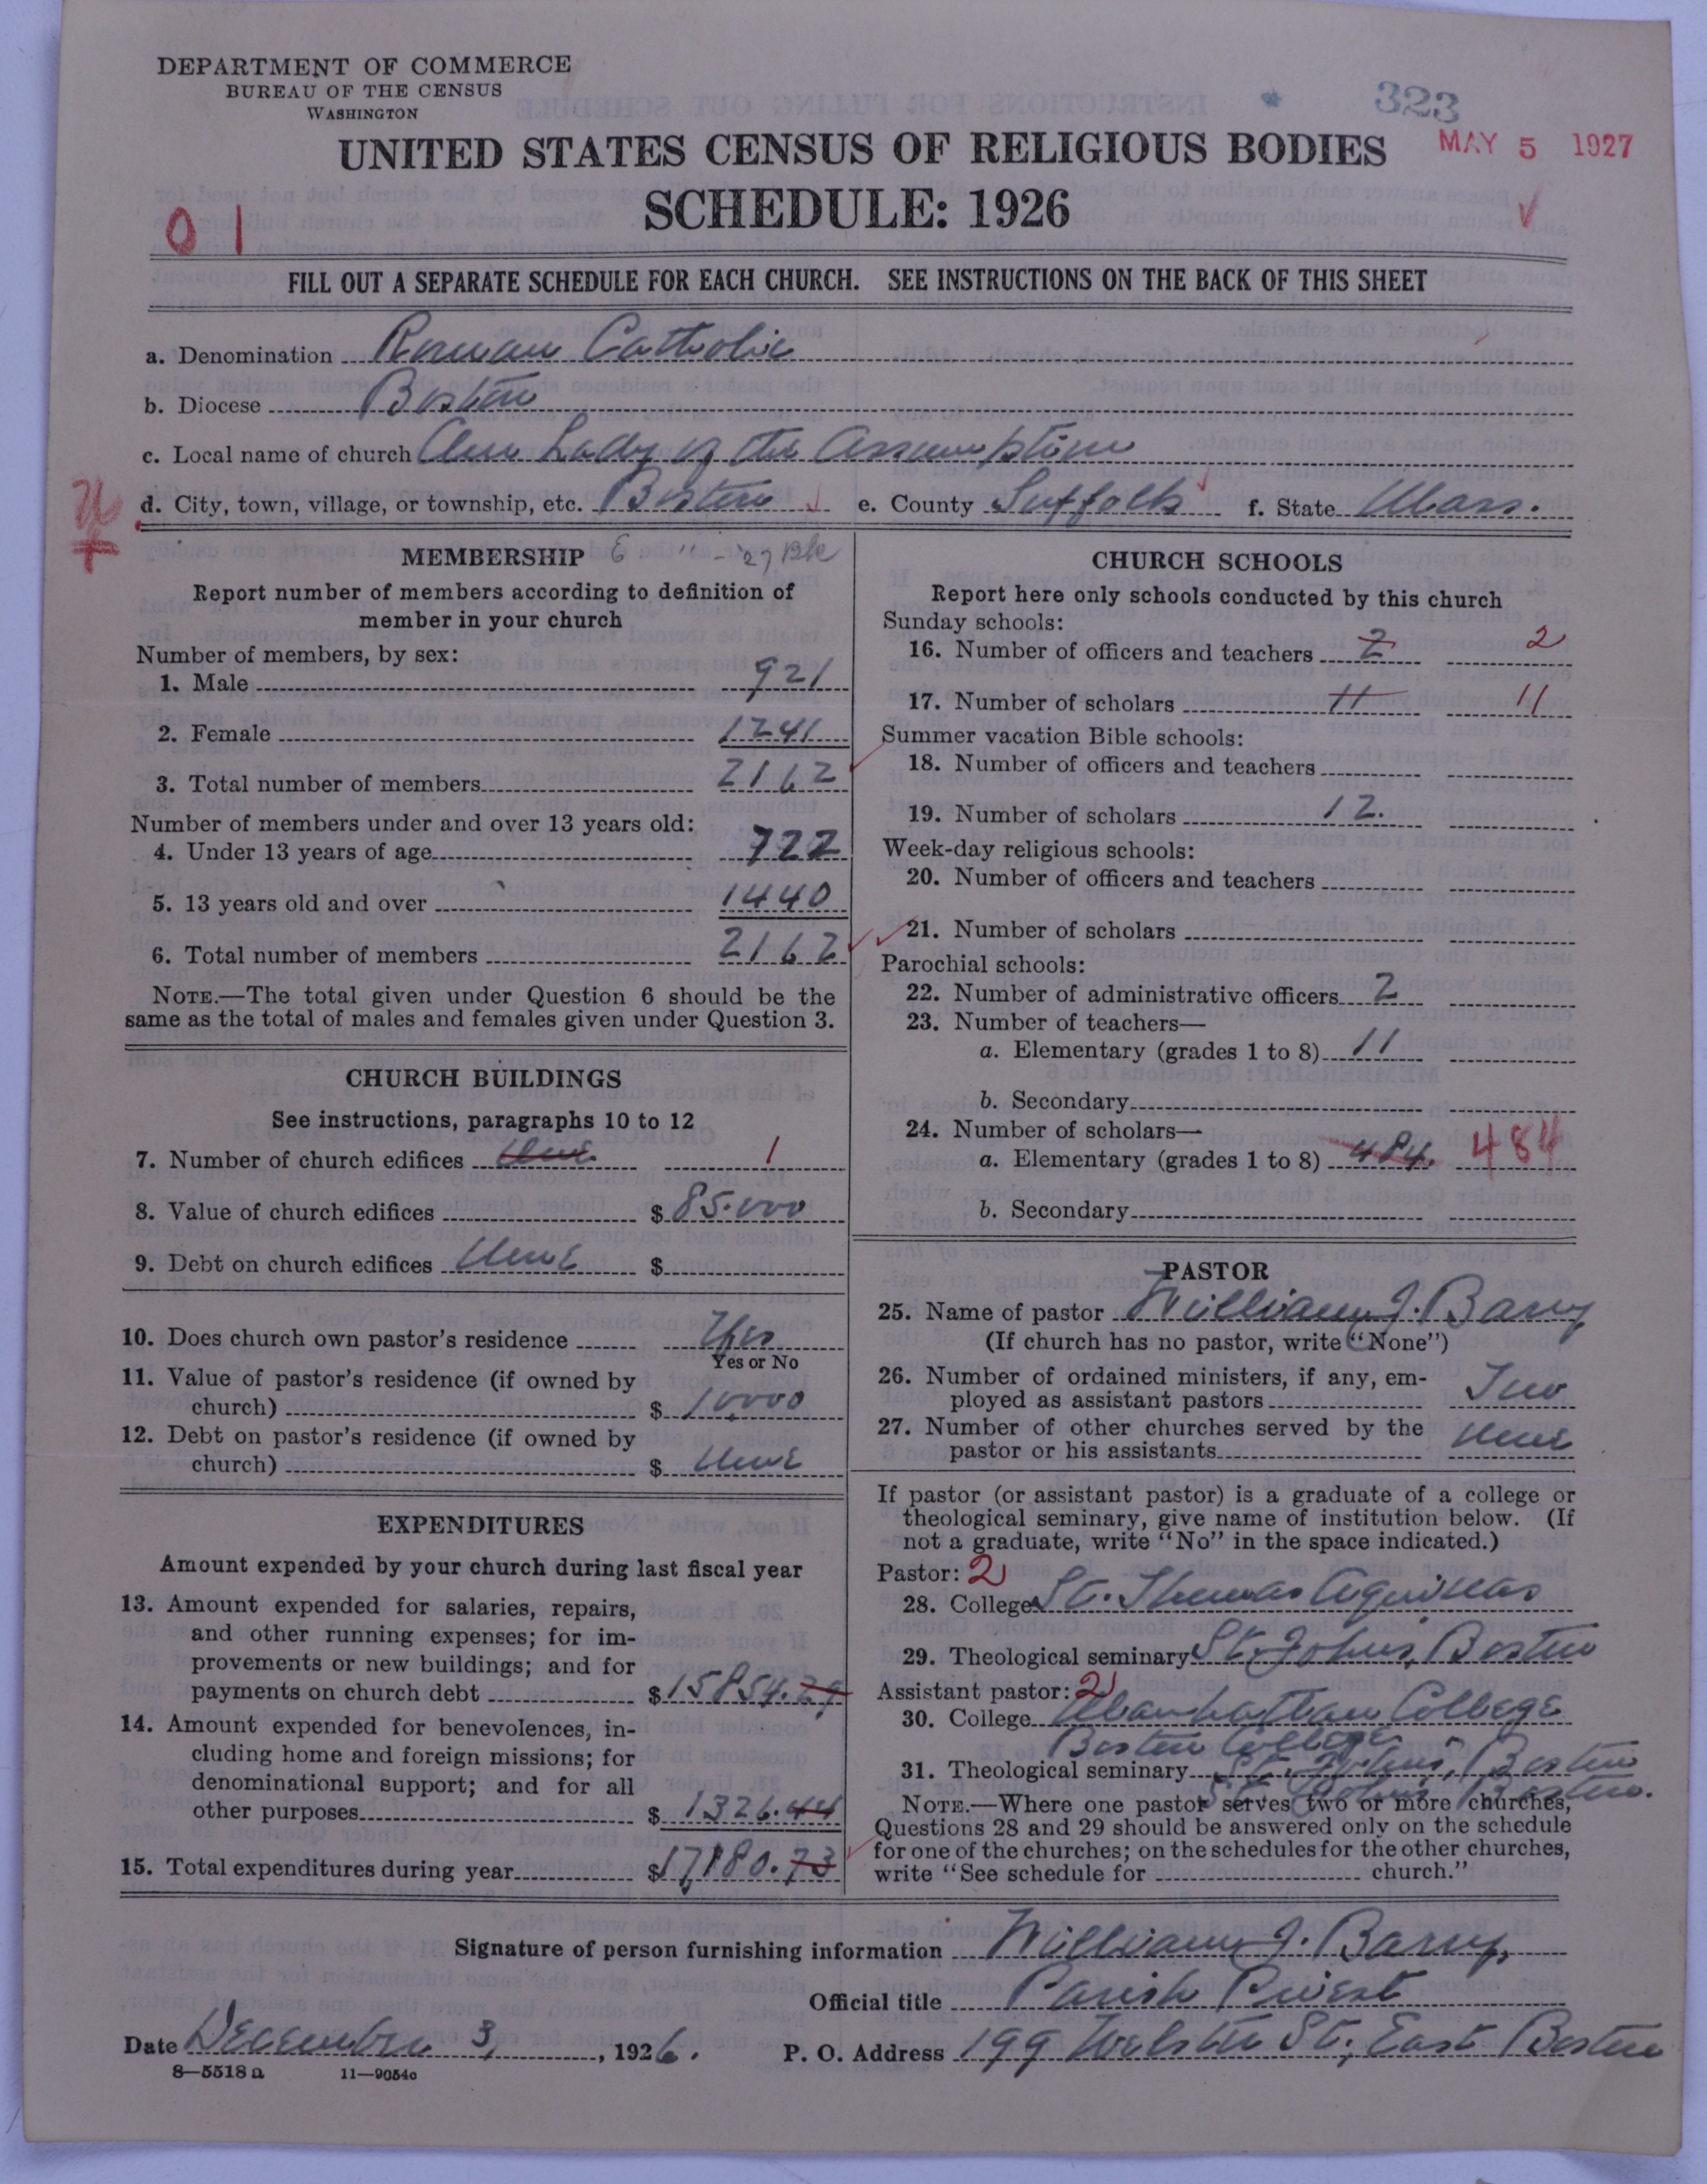 DEPARTMENT OF COMMERCE
BUREAU OF THE CENSUS
WASHINGTON
323
MAY 5 1927
UNITED STATES CENSUS OF RELIGIOUS BODIES
SCHEDULE: 1926
0 1
FILL OUT A SEPARATE SCHEDULE FOR EACH CHURCH. SEE INSTRUCTIONS ON THE BACK OF THIS SHEET
a. Denomination Roman Catholic
b. Diocese Boston
c. Local name of church Our Lady of the Assumption
d. City, town, village, or township, etc. Boston e. County Suffolk f. State Mass.
MEMBERSHIP
Report number of members according to definition of
member in your church
Number of members, by sex:
1. Male 921
2. Female 1241
3. Total number of members 2162
Number of members under and over 13 years old:
4. Under 13 years of age 722
5. 13 years old and over 1440
6. Total number of members 2162
NOTE.—The total given under Question 6 should be the
same as the total of males and females given under Question 3.
CHURCH BUILDINGS
See instructions, paragraphs 10 to 12
7. Number of church edifices One 1
8. Value of church edifices $ 85.000
9. Debt on church edifices None $
10. Does church own pastor's residence Yes
Yes or No
11. Value of pastor's residence (if owned by
church) $ 10000
12. Debt on pastor's residence (if owned by
church) $ None
EXPENDITURES
Amount expended by your church during last fiscal year
13. Amount expended for salaries, repairs,
and other running expenses; for im-
provements or new buildings; and for
payments on church debt $ 15854.29
14. Amount expended for benevolences, in-
cluding home and foreign missions; for
denominational support; and for all
other purposes $ 1326.44
15. Total expenditures during year $ 17180.73
CHURCH SCHOOLS
Report here only schools conducted by this church
Sunday schools:
16. Number of officers and teachers 2 2
17. Number of scholars 11 11
Summer vacation Bible schools:
18. Number of officers and teachers
19. Number of scholars 12.
Week-day religious schools:
20. Number of officers and teachers
21. Number of scholars
Parochial schools:
22. Number of administrative officers 2
23. Number of teachers—
a. Elementary (grades 1 to 8) 11
b. Secondary
24. Number of scholars—
a. Elementary (grades 1 to 8) 484. 484
b. Secondary
PASTOR
25. Name of pastor William J. Barry
(If church has no pastor, write "None")
26. Number of ordained ministers, if any, em-
ployed as assistant pastors Two
27. Number of other churches served by the
pastor or his assistants None
If pastor (or assistant pastor) is a graduate of a college or
theological seminary, give name of institution below. (If
not a graduate, write "No" in the space indicated.)
Pastor: 2
28. College St. Thomas Aquinas
29. Theological seminary St. Johns, Boston
Assistant pastor: 2
30. College Manhattan College
Boston College
31. Theological seminary St. Johns, Boston
St. Johns Boston.
NOTE.—Where one pastor serves two or more churches,
Questions 28 and 29 should be answered only on the schedule
for one of the churches; on the schedules for the other churches,
write "See schedule for church."
Signature of person furnishing information William J. Barry,
Official title Parish Priest
Date December 3, 1926.
P. O. Address 199 Webster St., East Boston
8—5518 a 11—9054c